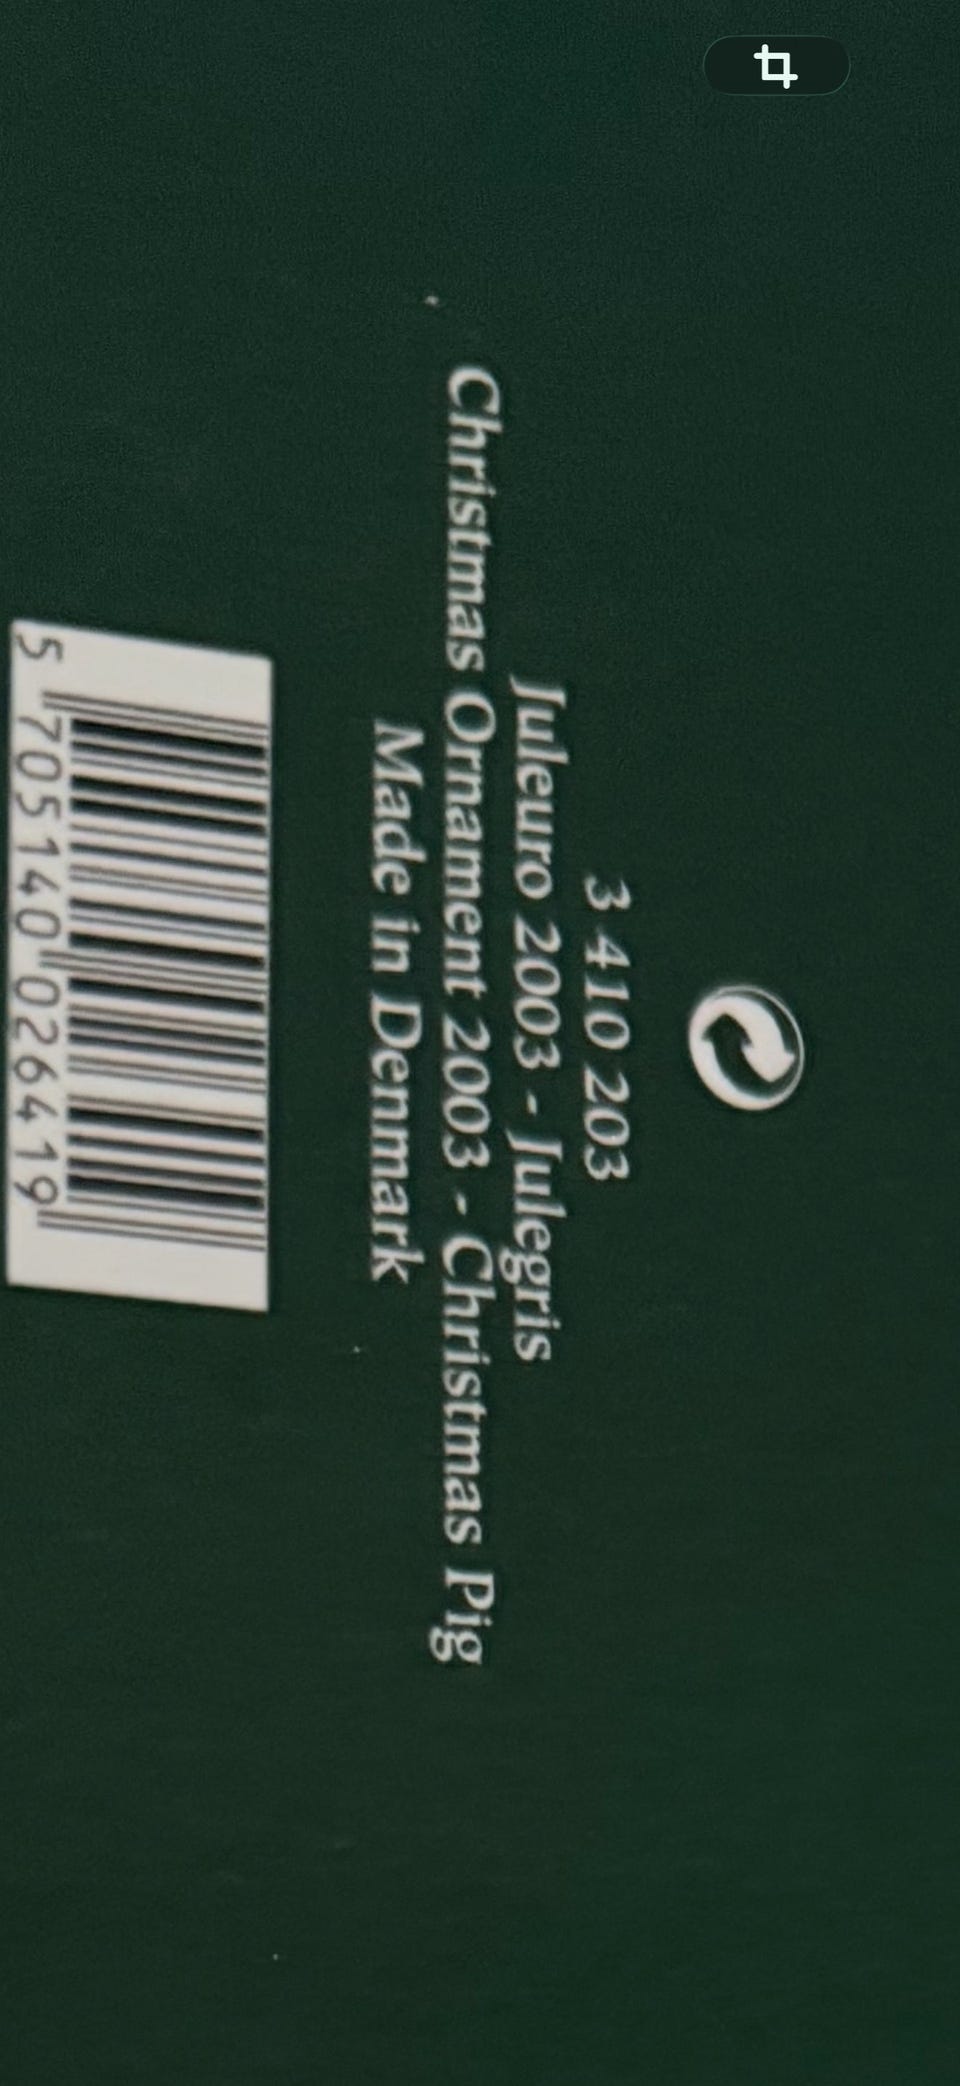 3 410 203
Juleuro 2003 - Julegris
Christmas Ornament 2003 - Christmas Pig
Made in Denmark
5 705140 026419